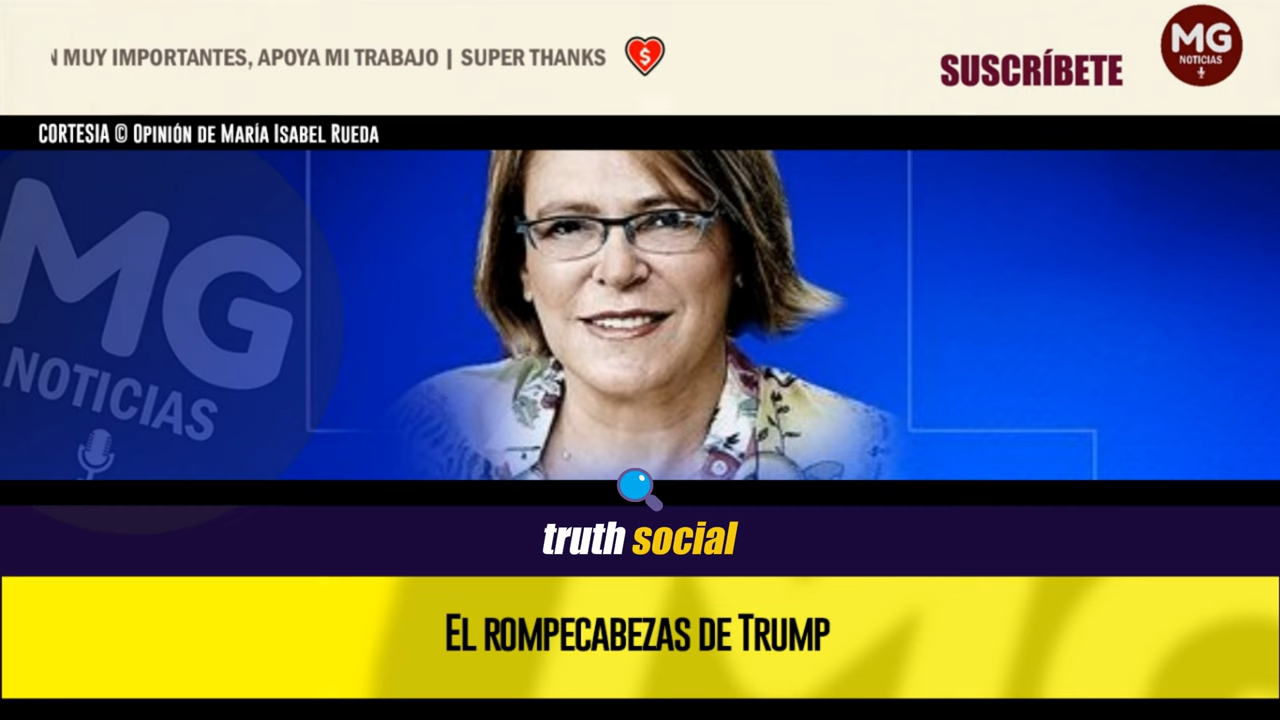 MUY IMPORTANTES, APOYA MI TRABAJO | SUPER THANKS
$
SUSCRÍBETE
MG
NOTICIAS
CORTESIA © OPINIÓN DE MARÍA ISABEL RUEDA
MG
NOTICIAS
truth social
EL ROMPECABEZAS DE TRUMP